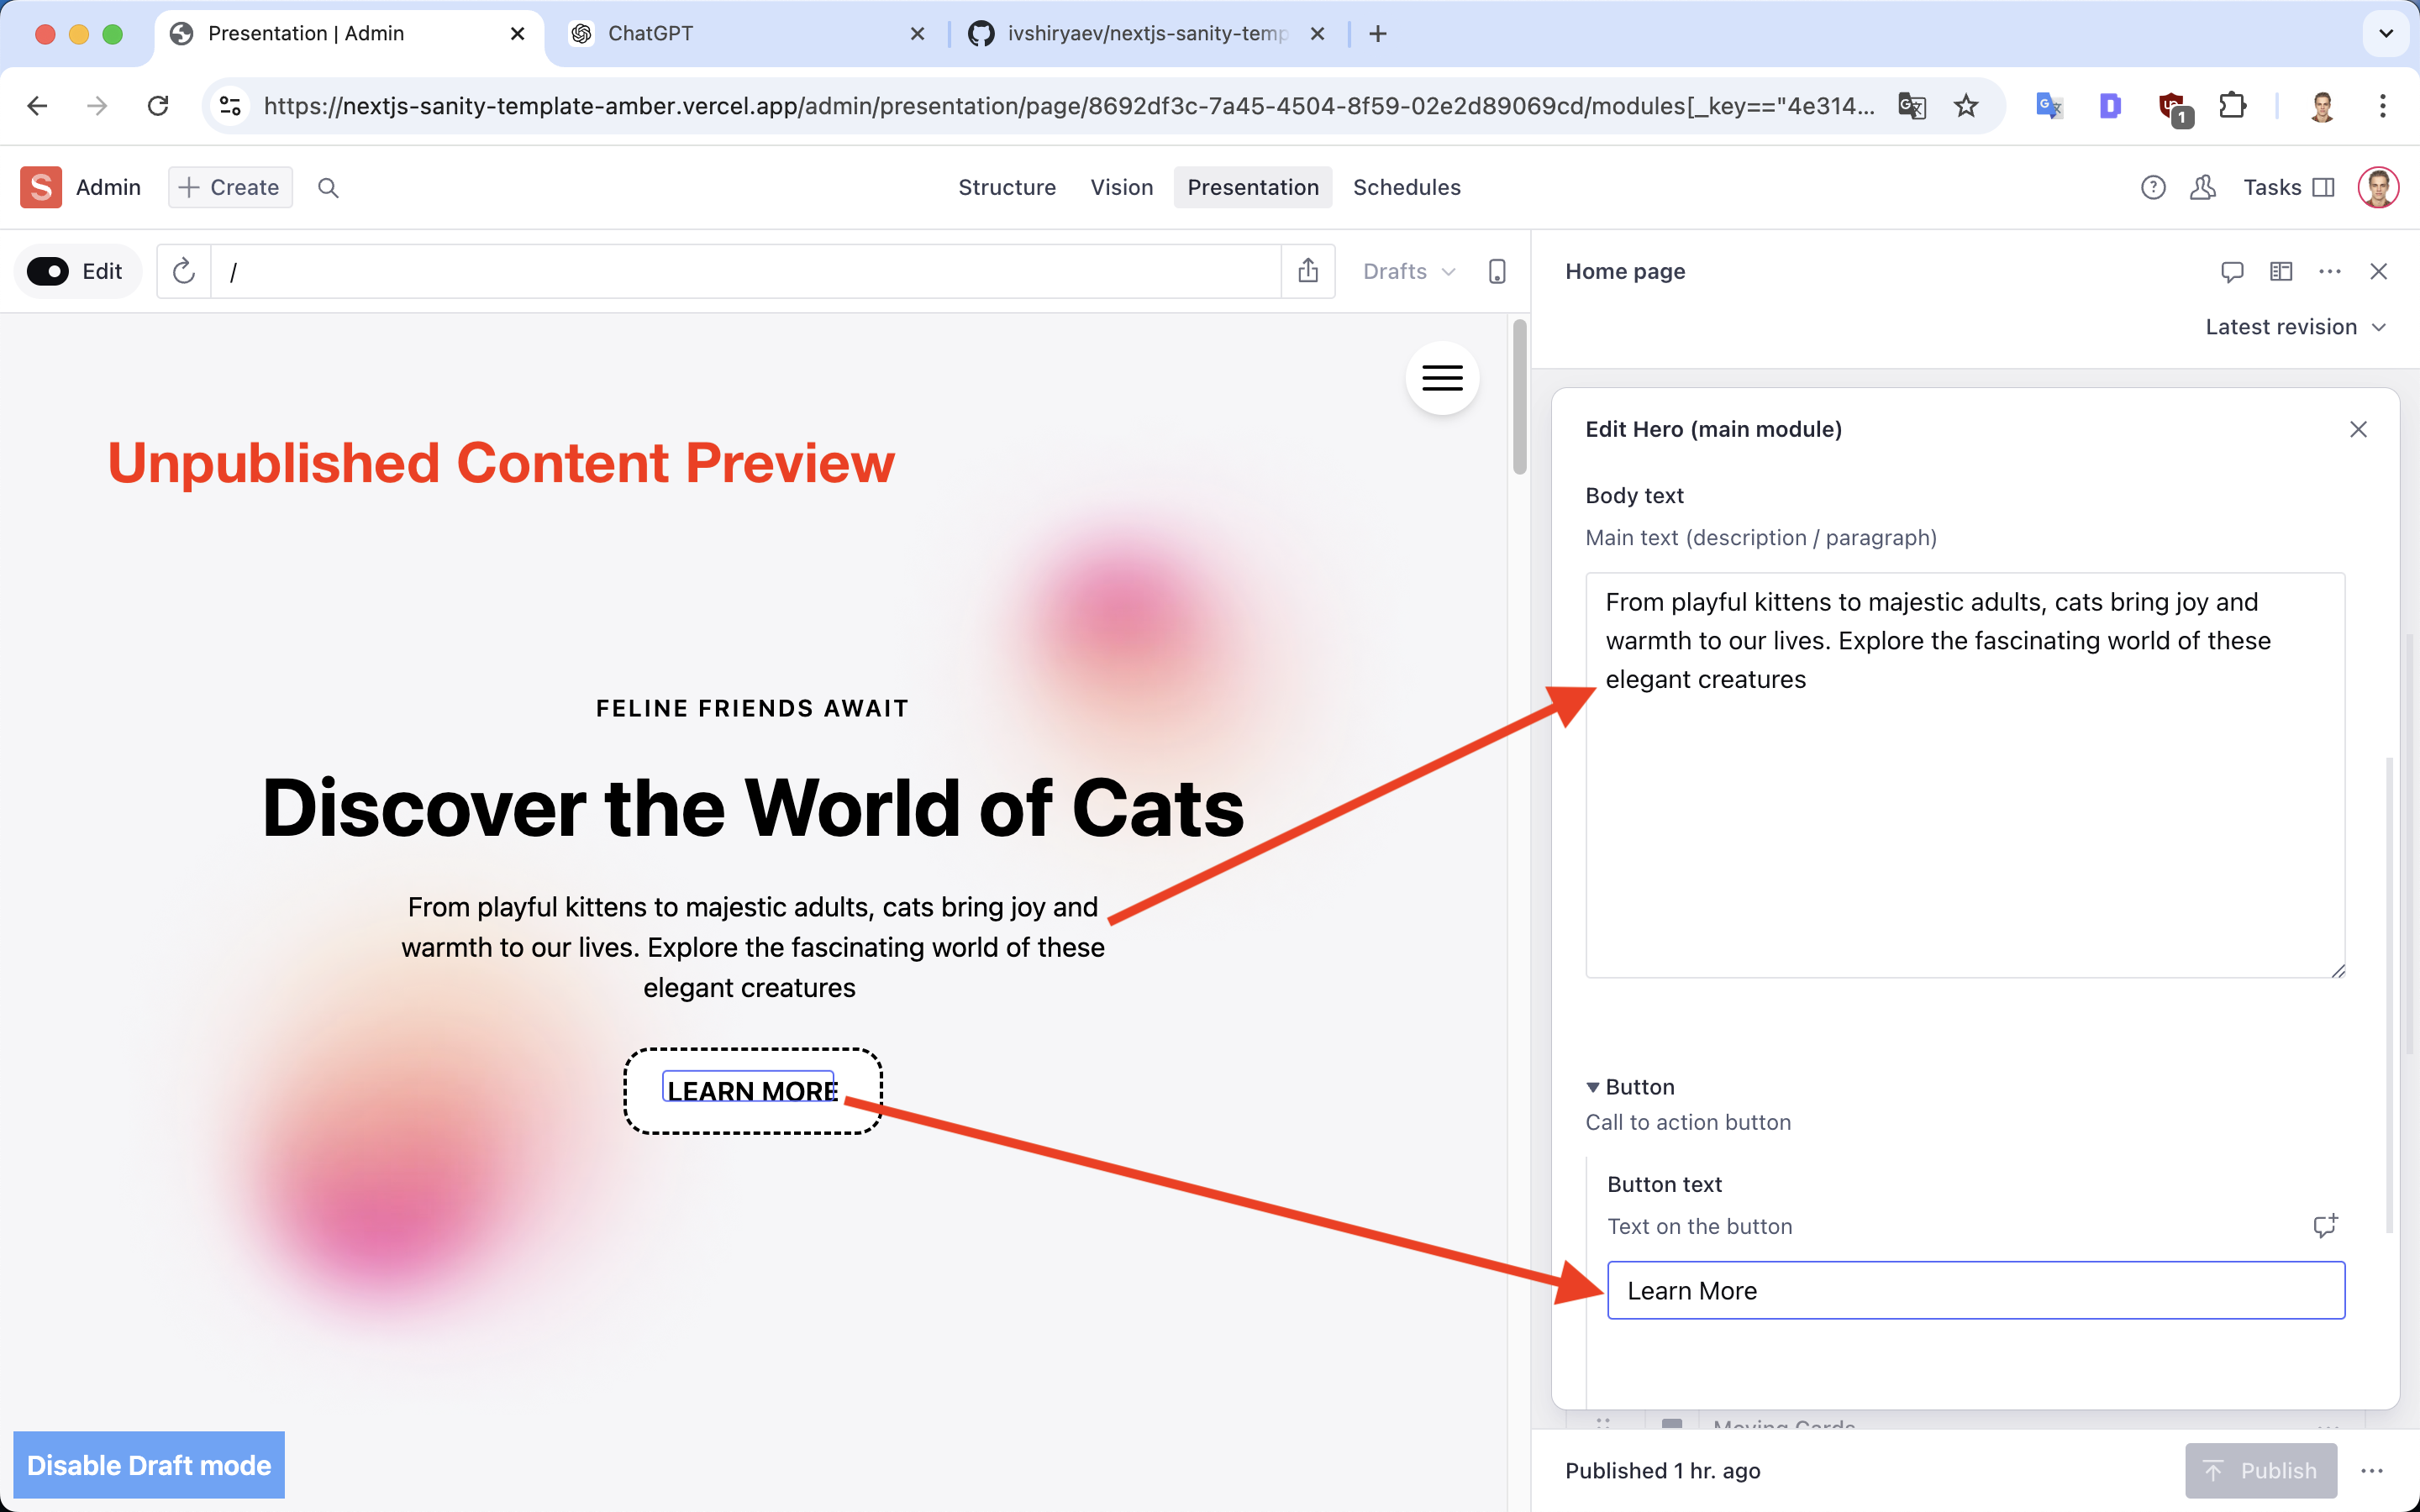 Presentation | Admin
ChatGPT
ivshiryaev/nextjs-sanity-temp
https://nextjs-sanity-template-amber.vercel.app/admin/presentation/page/8692df3c-7a45-4504-8f59-02e2d89069cd/modules[_key=="4e314...
1
S Admin
Create
Structure
Vision
Presentation
Schedules
Tasks
Edit
/
Drafts
Home page
Latest revision
Unpublished Content Preview
FELINE FRIENDS AWAIT
Discover the World of Cats
From playful kittens to majestic adults, cats bring joy and
warmth to our lives. Explore the fascinating world of these
elegant creatures
LEARN MORE
Disable Draft mode
Edit Hero (main module)
Body text
Main text (description / paragraph)
From playful kittens to majestic adults, cats bring joy and
warmth to our lives. Explore the fascinating world of these
elegant creatures
Button
Call to action button
Button text
Text on the button
Learn More
Moving Cards
Published 1 hr. ago
Publish